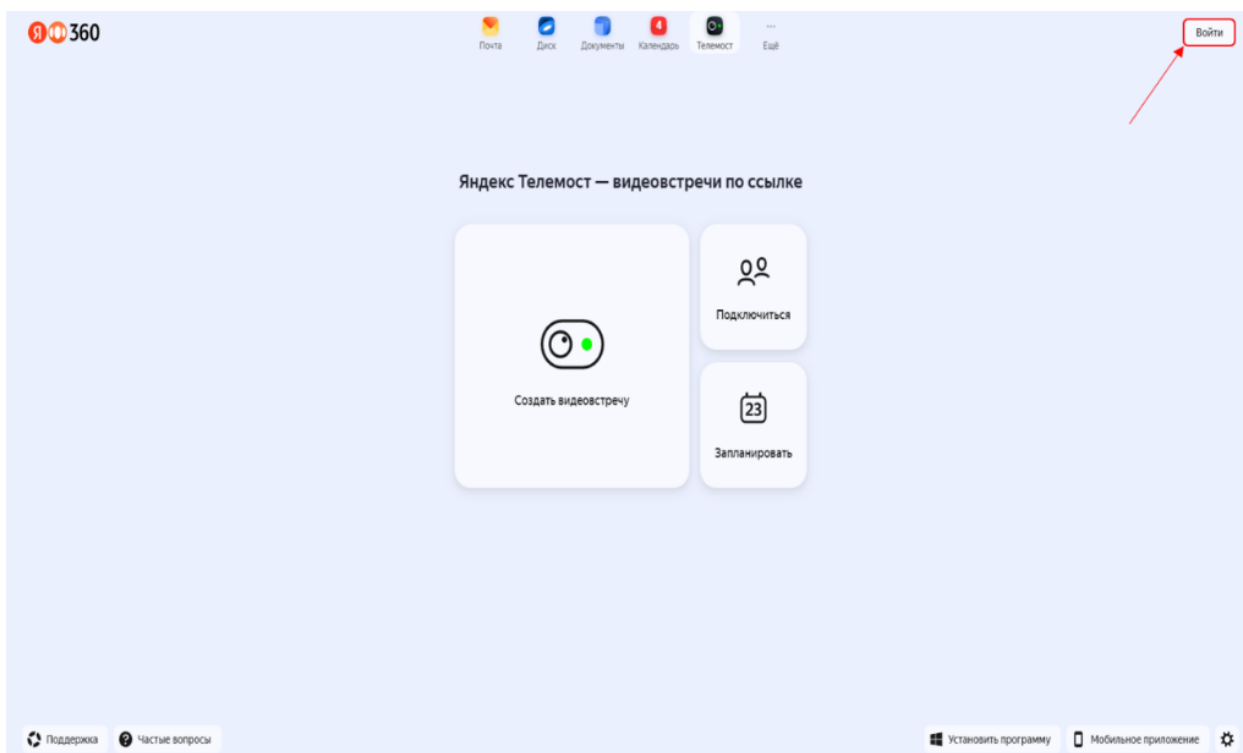 Я 360
4
Почта Диск Документы Календарь Телемост Ещё
Войти
Яндекс Телемост — видеовстречи по ссылке
Создать видеовстречу
Подключиться
23
Запланировать
Поддержка Частые вопросы Установить программу Мобильное приложение